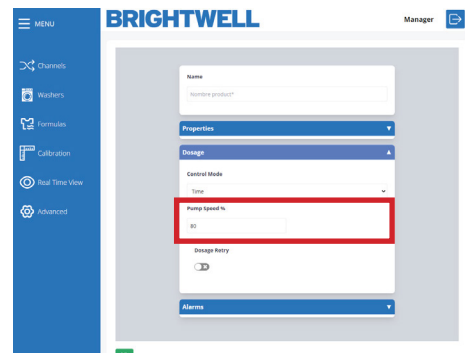 MENU
BRIGHTWELL
Manager
Channels
Washers
Formulas
Calibration
Real Time View
Advanced
Name
Nombre product*
Properties
Dosage
Control Mode
Time
Pump Speed %
80
Dosage Retry
Alarms